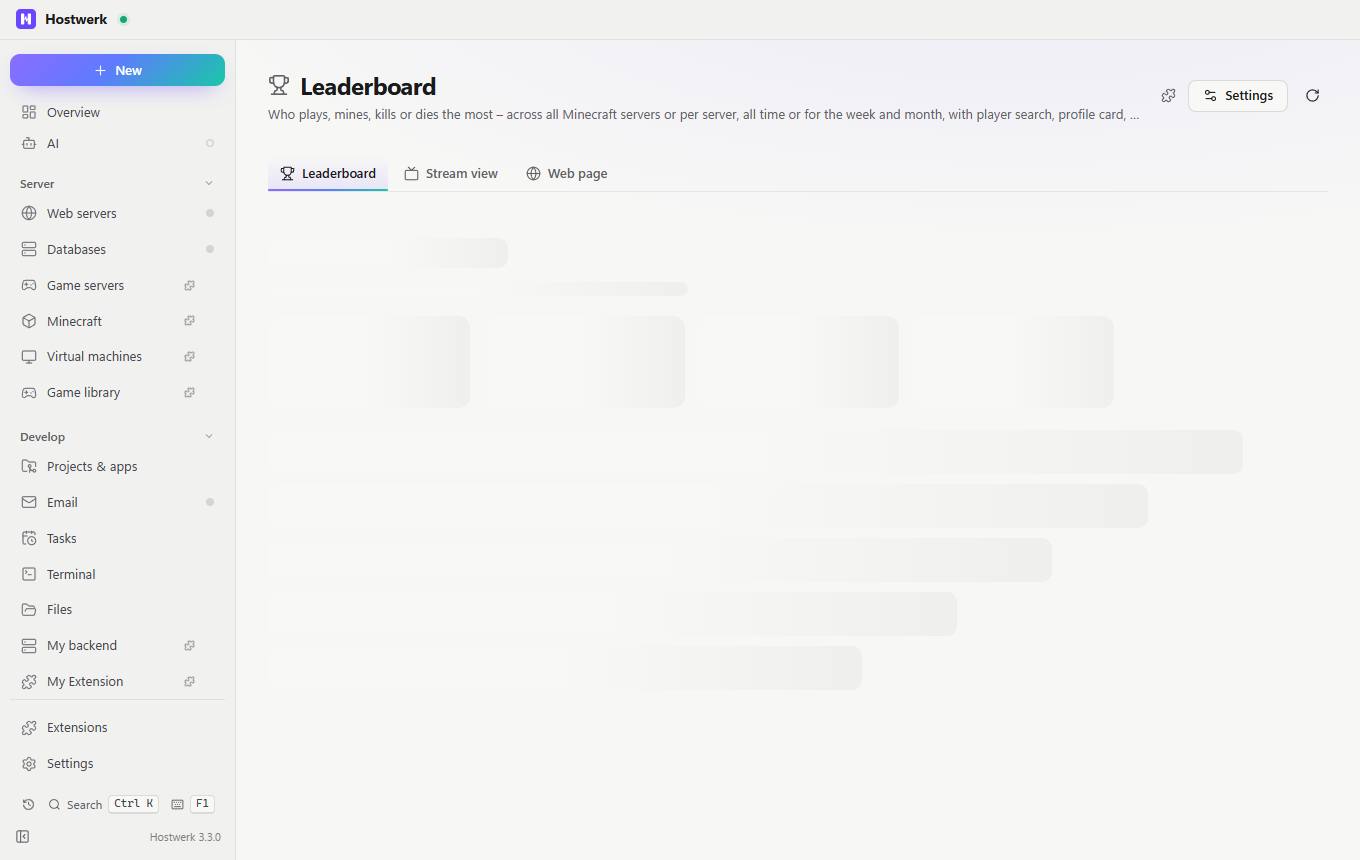 Hostwerk
New
Overview
AI
Server
Web servers
Databases
Game servers
Minecraft
Virtual machines
Game library
Develop
Projects & apps
Email
Tasks
Terminal
Files
My backend
My Extension
Extensions
Settings
Search Ctrl K F1
Hostwerk 3.3.0
Leaderboard
Who plays, mines, kills or dies the most – across all Minecraft servers or per server, all time or for the week and month, with player search, profile card, ...
Settings
Leaderboard Stream view Web page